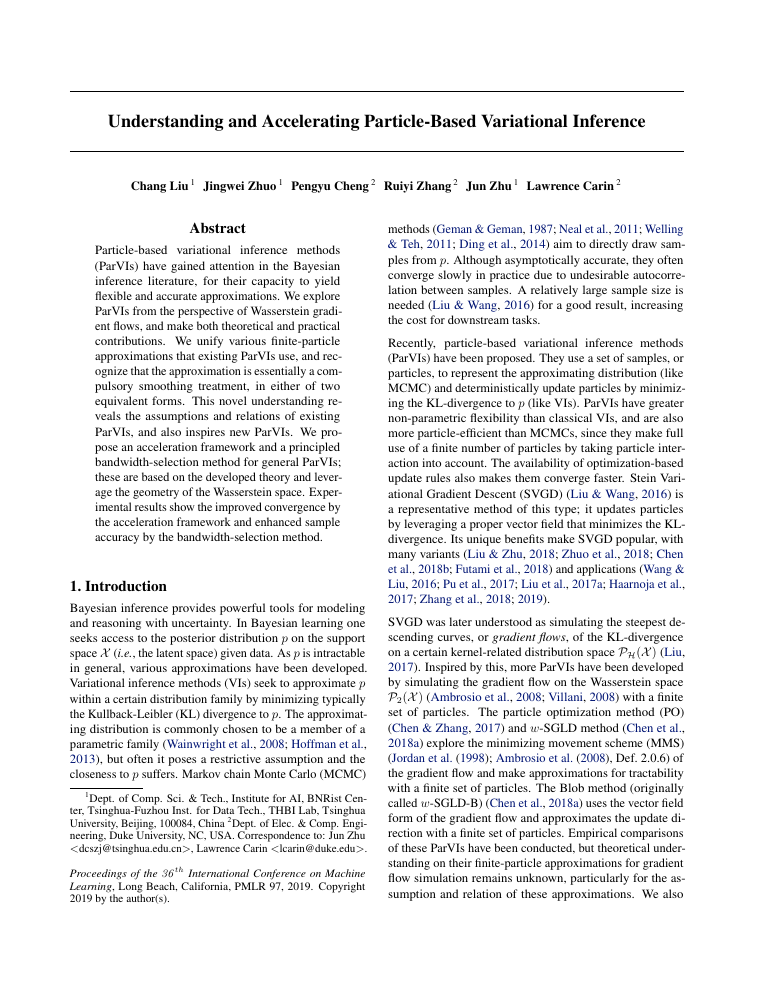 Understanding and Accelerating Particle-Based Variational Inference
Chang Liu 1 Jingwei Zhuo 1 Pengyu Cheng 2 Ruiyi Zhang 2 Jun Zhu 1 Lawrence Carin 2
Abstract
Particle-based variational inference methods
(ParVIs) have gained attention in the Bayesian
inference literature, for their capacity to yield
flexible and accurate approximations. We explore
ParVIs from the perspective of Wasserstein gradi-
ent flows, and make both theoretical and practical
contributions. We unify various finite-particle
approximations that existing ParVIs use, and rec-
ognize that the approximation is essentially a com-
pulsory smoothing treatment, in either of two
equivalent forms. This novel understanding re-
veals the assumptions and relations of existing
ParVIs, and also inspires new ParVIs. We pro-
pose an acceleration framework and a principled
bandwidth-selection method for general ParVIs;
these are based on the developed theory and lever-
age the geometry of the Wasserstein space. Exper-
imental results show the improved convergence by
the acceleration framework and enhanced sample
accuracy by the bandwidth-selection method.
1. Introduction
Bayesian inference provides powerful tools for modeling
and reasoning with uncertainty. In Bayesian learning one
seeks access to the posterior distribution p on the support
space 𝒳 (i.e., the latent space) given data. As p is intractable
in general, various approximations have been developed.
Variational inference methods (VIs) seek to approximate p
within a certain distribution family by minimizing typically
the Kullback-Leibler (KL) divergence to p. The approximat-
ing distribution is commonly chosen to be a member of a
parametric family (Wainwright et al., 2008; Hoffman et al.,
2013), but often it poses a restrictive assumption and the
closeness to p suffers. Markov chain Monte Carlo (MCMC)
1Dept. of Comp. Sci. & Tech., Institute for AI, BNRist Cen-
ter, Tsinghua-Fuzhou Inst. for Data Tech., THBI Lab, Tsinghua
University, Beijing, 100084, China 2Dept. of Elec. & Comp. Engi-
neering, Duke University, NC, USA. Correspondence to: Jun Zhu
<dcszj@tsinghua.edu.cn>, Lawrence Carin <lcarin@duke.edu>.
Proceedings of the 36th International Conference on Machine
Learning, Long Beach, California, PMLR 97, 2019. Copyright
2019 by the author(s).
methods (Geman & Geman, 1987; Neal et al., 2011; Welling
& Teh, 2011; Ding et al., 2014) aim to directly draw sam-
ples from p. Although asymptotically accurate, they often
converge slowly in practice due to undesirable autocorre-
lation between samples. A relatively large sample size is
needed (Liu & Wang, 2016) for a good result, increasing
the cost for downstream tasks.
Recently, particle-based variational inference methods
(ParVIs) have been proposed. They use a set of samples, or
particles, to represent the approximating distribution (like
MCMC) and deterministically update particles by minimiz-
ing the KL-divergence to p (like VIs). ParVIs have greater
non-parametric flexibility than classical VIs, and are also
more particle-efficient than MCMCs, since they make full
use of a finite number of particles by taking particle inter-
action into account. The availability of optimization-based
update rules also makes them converge faster. Stein Vari-
ational Gradient Descent (SVGD) (Liu & Wang, 2016) is
a representative method of this type; it updates particles
by leveraging a proper vector field that minimizes the KL-
divergence. Its unique benefits make SVGD popular, with
many variants (Liu & Zhu, 2018; Zhuo et al., 2018; Chen
et al., 2018b; Futami et al., 2018) and applications (Wang &
Liu, 2016; Pu et al., 2017; Liu et al., 2017a; Haarnoja et al.,
2017; Zhang et al., 2018; 2019).
SVGD was later understood as simulating the steepest de-
scending curves, or gradient flows, of the KL-divergence
on a certain kernel-related distribution space 𝒫ℋ(𝒳) (Liu,
2017). Inspired by this, more ParVIs have been developed
by simulating the gradient flow on the Wasserstein space
𝒫2(𝒳) (Ambrosio et al., 2008; Villani, 2008) with a finite
set of particles. The particle optimization method (PO)
(Chen & Zhang, 2017) and w-SGLD method (Chen et al.,
2018a) explore the minimizing movement scheme (MMS)
(Jordan et al. (1998); Ambrosio et al. (2008), Def. 2.0.6) of
the gradient flow and make approximations for tractability
with a finite set of particles. The Blob method (originally
called w-SGLD-B) (Chen et al., 2018a) uses the vector field
form of the gradient flow and approximates the update di-
rection with a finite set of particles. Empirical comparisons
of these ParVIs have been conducted, but theoretical under-
standing on their finite-particle approximations for gradient
flow simulation remains unknown, particularly for the as-
sumption and relation of these approximations. We also